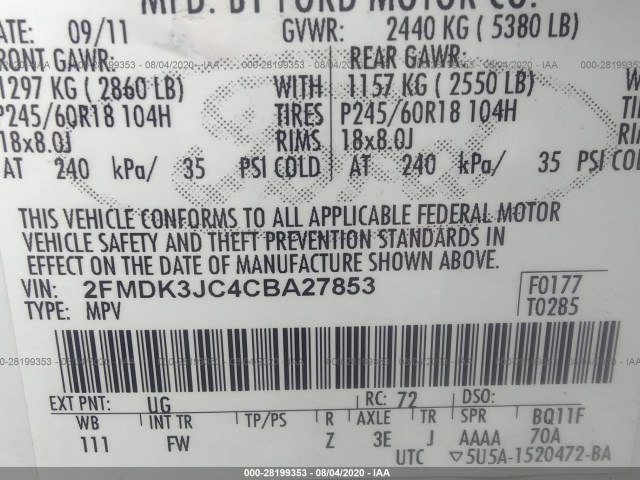 MFD. BY FORD MOTOR CO.
DATE: 09/11 GVWR: 2440 KG ( 5380 LB)
FRONT GAWR: REAR GAWR:
1297 KG ( 2860 LB) WITH 1157 KG ( 2550 LB) W
P245/60R18 104H TIRES P245/60R18 104H TI
18x8.0J RIMS 18x8.0J RI
AT 240 kPa/ 35 PSI COLD AT 240 kPa/ 35 PSI COLD
Ford
THIS VEHICLE CONFORMS TO ALL APPLICABLE FEDERAL MOTOR
VEHICLE SAFETY AND THEFT PREVENTION STANDARDS IN
EFFECT ON THE DATE OF MANUFACTURE SHOWN ABOVE.
VIN: 2FMDK3JC4CBA27853 F0177
TYPE: MPV T0285
EXT PNT: UG RC: 72 DSO:
WB INT TR TP/PS R AXLE TR SPR BQ11F
111 FW Z 3E J AAAA 70A
UTC ▽5U5A-1520472-BA
000-28199353 - 08/04/2020 - IAA